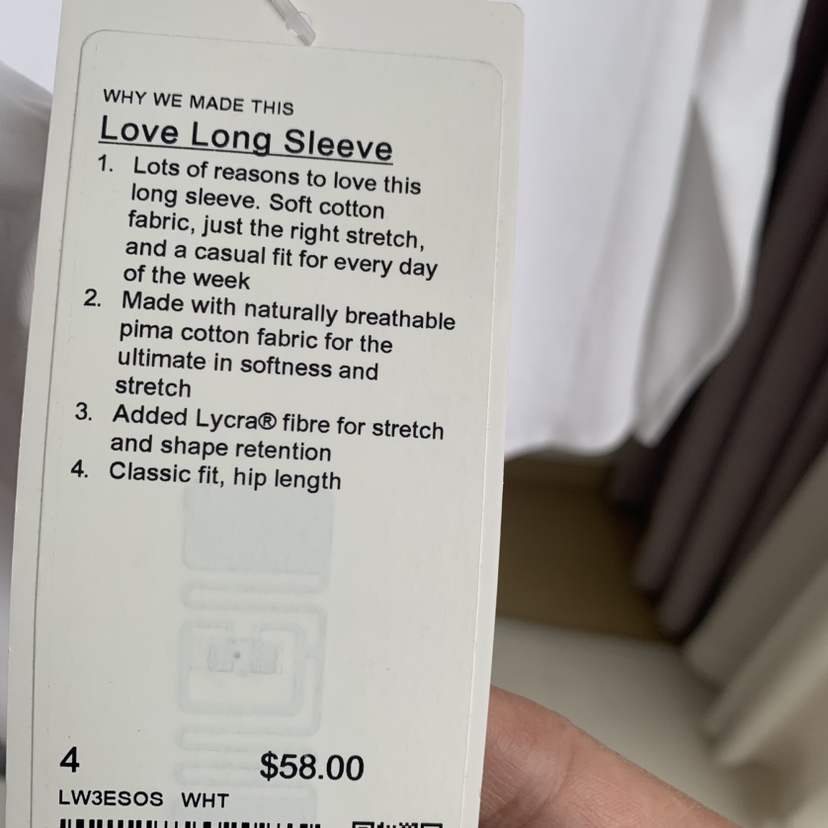 WHY WE MADE THIS
Love Long Sleeve
1. Lots of reasons to love this
long sleeve. Soft cotton
fabric, just the right stretch,
and a casual fit for every day
of the week
2. Made with naturally breathable
pima cotton fabric for the
ultimate in softness and
stretch
3. Added Lycra® fibre for stretch
and shape retention
4. Classic fit, hip length
4 $58.00
LW3ESOS WHT